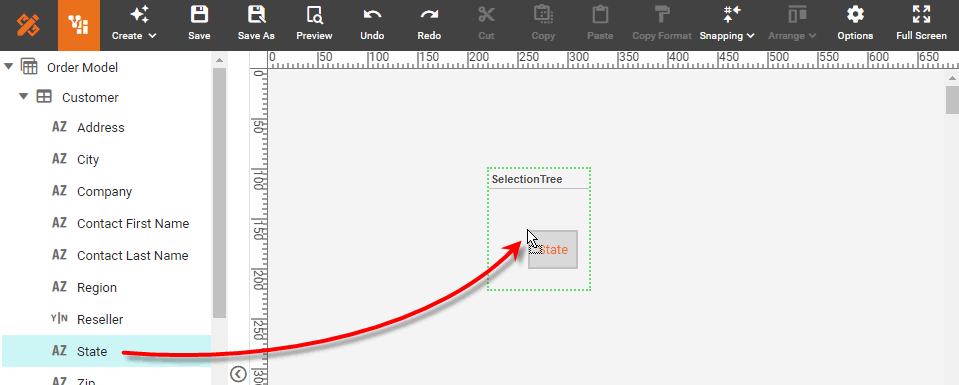 Create Save Save As Preview Undo Redo Cut Copy Paste Copy Format Snapping Arrange Options Full Screen
0 50 100 150 200 250 300 350 400 450 500 550 600 650
Order Model
Customer
AZ Address
AZ City
AZ Company
AZ Contact First Name
AZ Contact Last Name
AZ Region
Y|N Reseller
AZ State
AZ Zip
0
50
100
150
200
250
300
SelectionTree
State